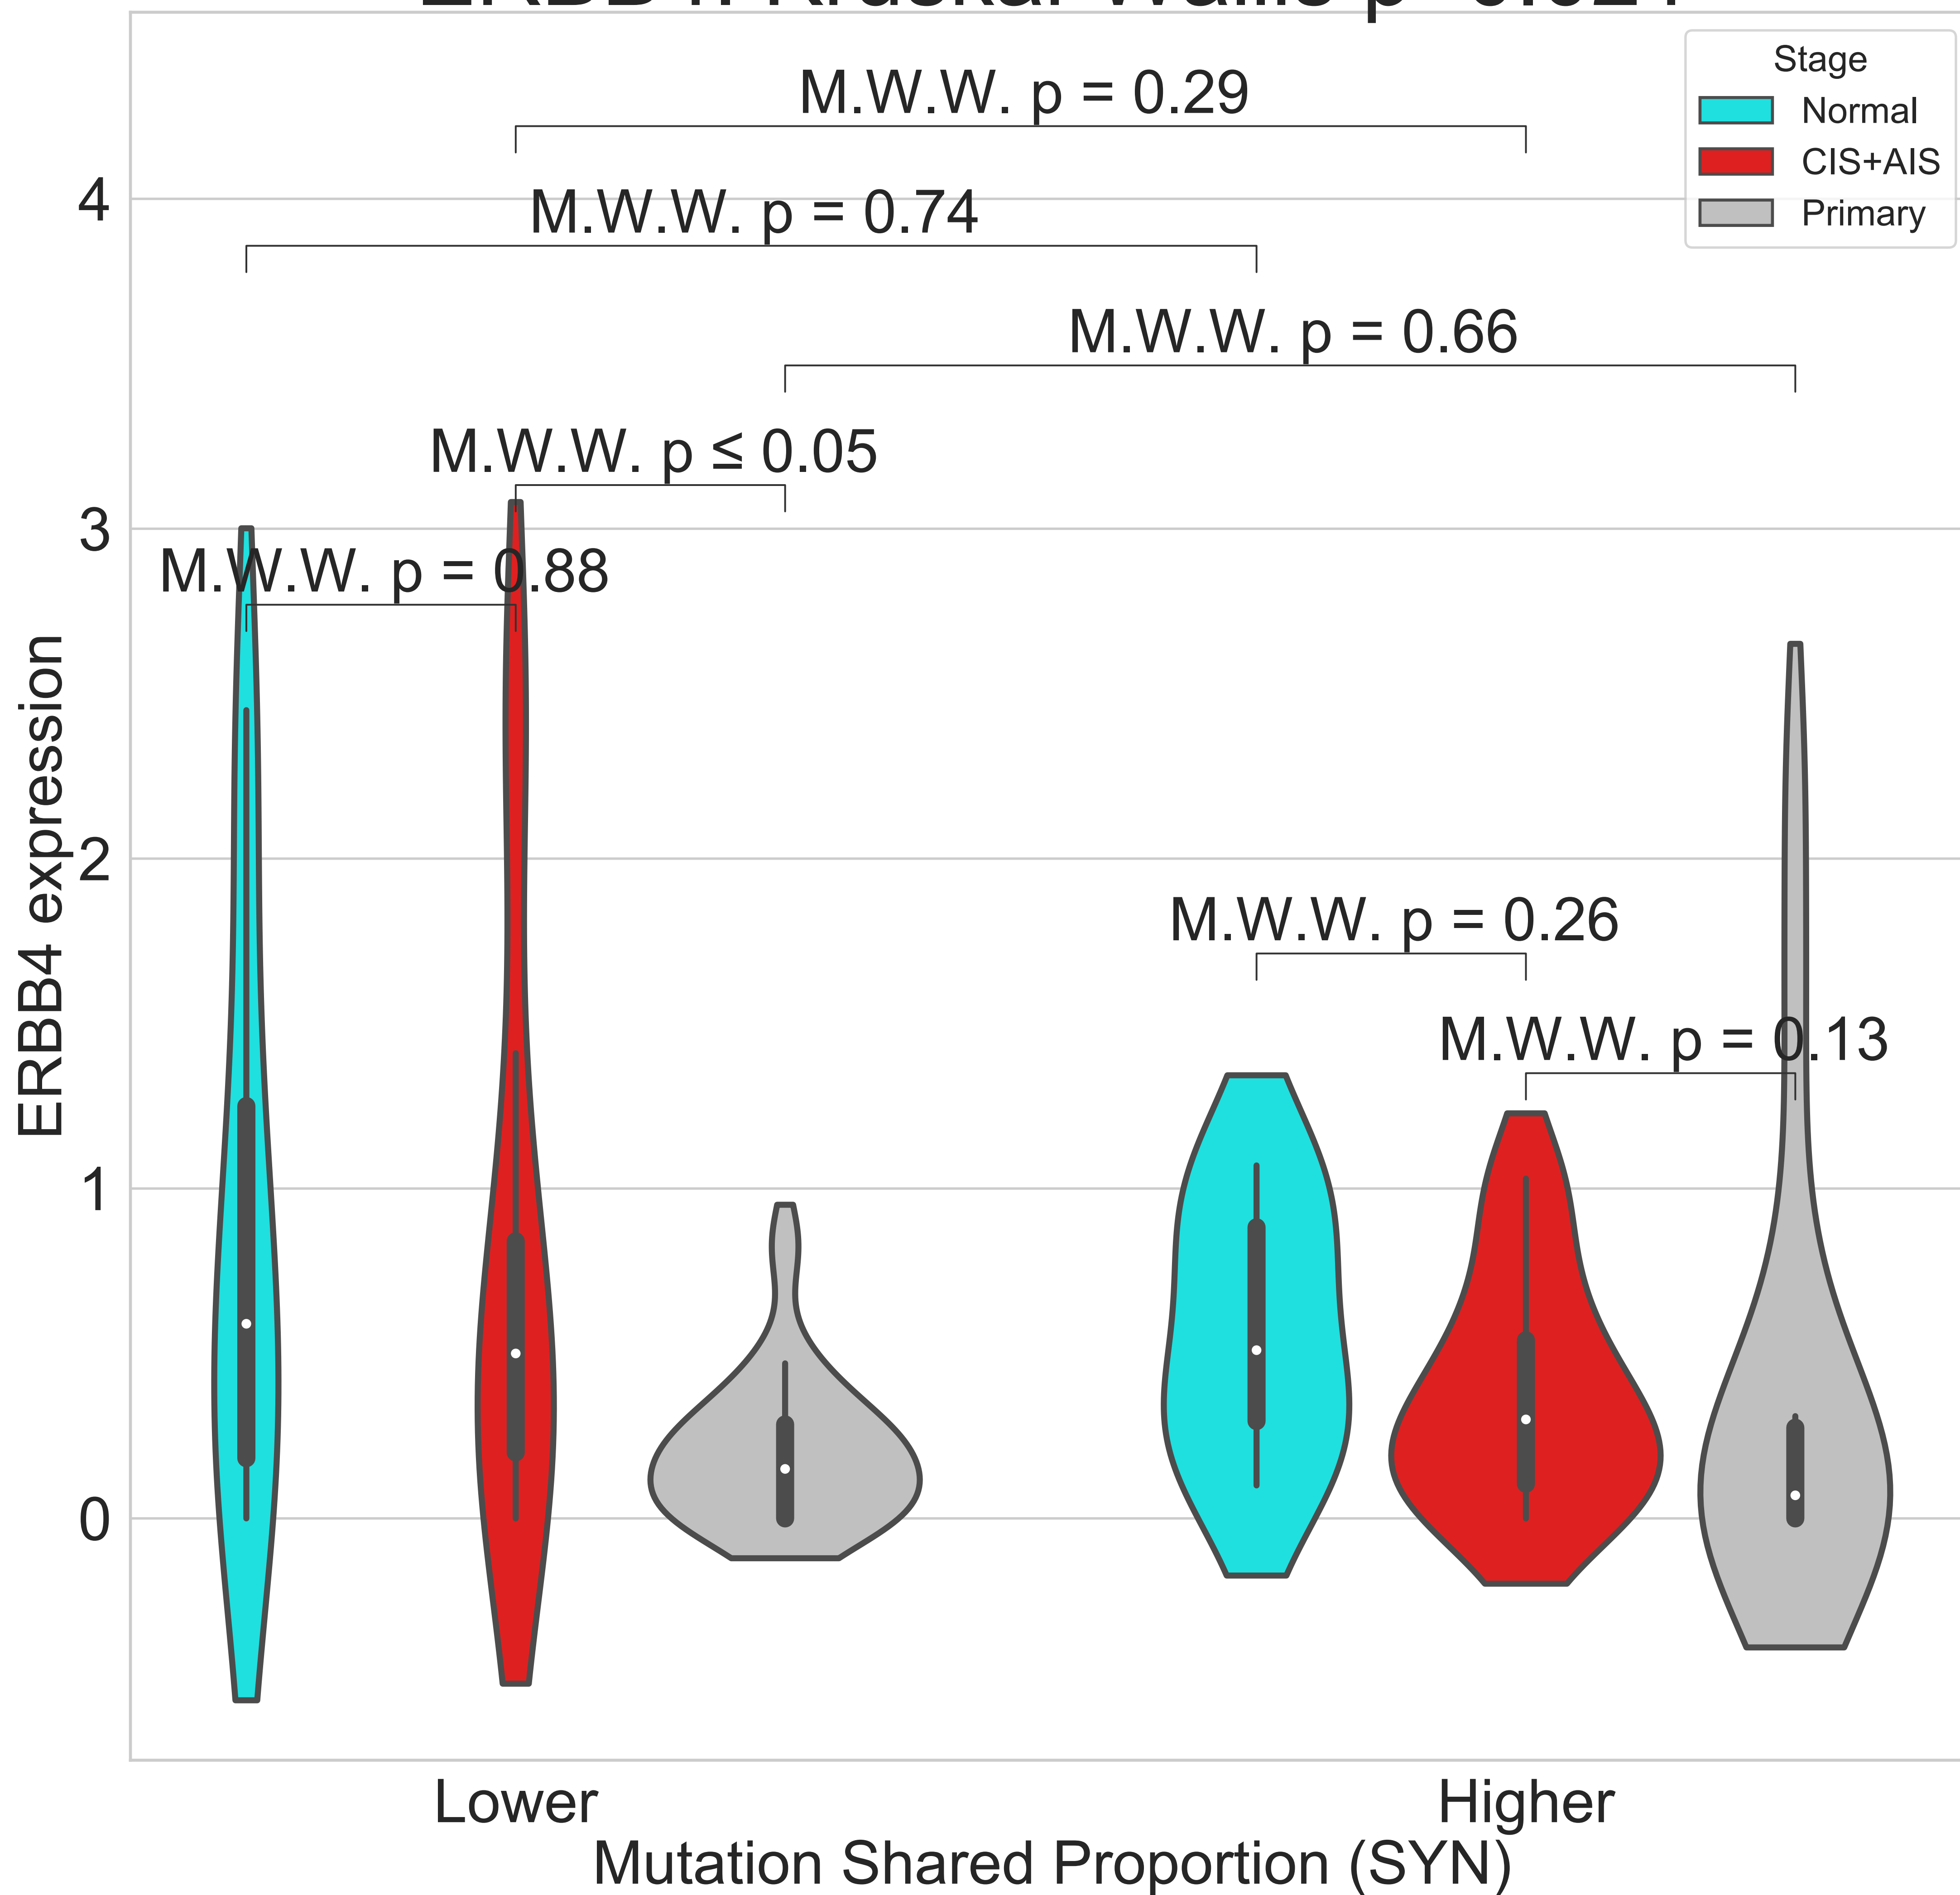 Stage
Normal
CIS+AIS
Primary
M.W.W. p = 0.29
M.W.W. p = 0.74
M.W.W. p = 0.66
M.W.W. p ≤ 0.05
M.W.W. p = 0.88
M.W.W. p = 0.26
M.W.W. p = 0.13
4
3
2
1
0
ERBB4 expression
Lower
Higher
Mutation Shared Proportion (SYN)